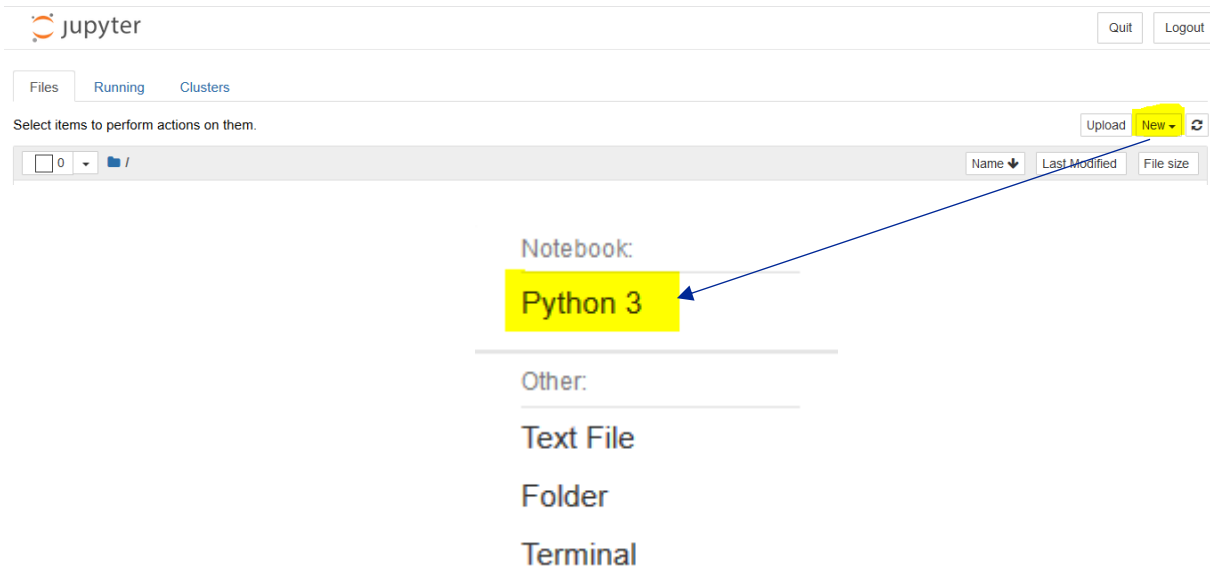 jupyter
Quit Logout
Files Running Clusters
Select items to perform actions on them.
Upload New
0 / Name Last Modified File size
Notebook:
Python 3
Other:
Text File
Folder
Terminal